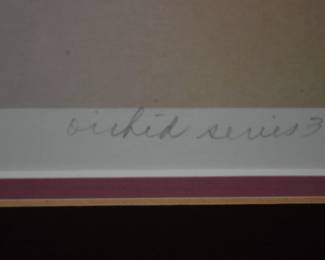 orchid series 3